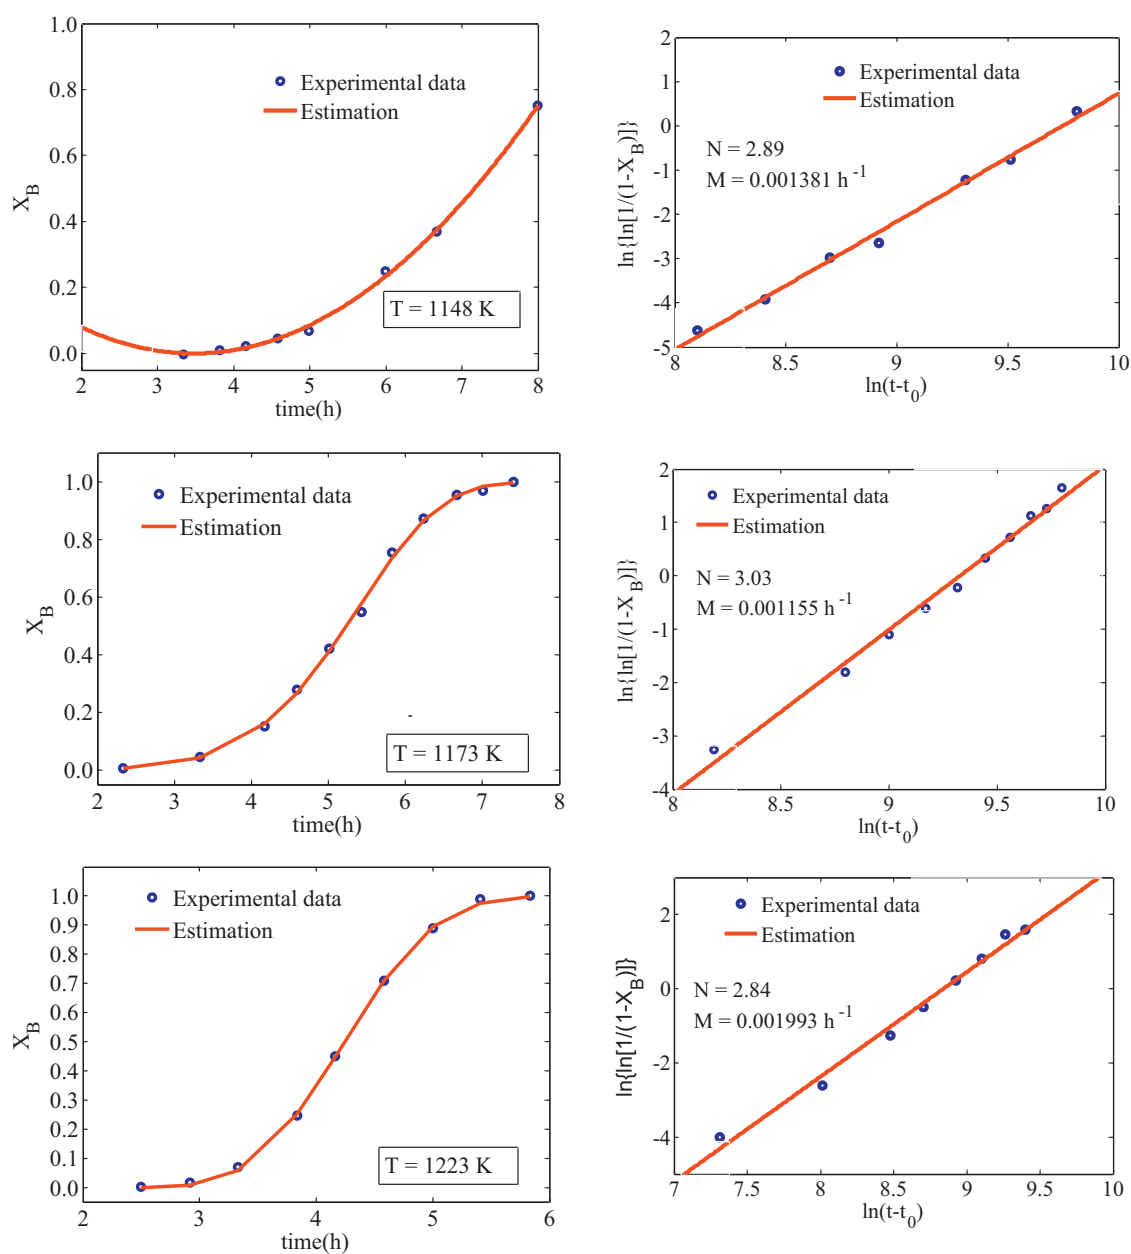 1.0
0.8
0.6
0.4
0.2
0.0
X_B
Experimental data
Estimation
T = 1148 K
2 3 4 5 6 7 8
time(h)
2
1
0
-1
-2
-3
-4
-5
ln{ln[1/(1-X_B)]}
Experimental data
Estimation
N = 2.89
M = 0.001381 h^-1
8 8.5 9 9.5 10
ln(t-t_0)
1.0
0.8
0.6
0.4
0.2
0.0
X_B
Experimental data
Estimation
T = 1173 K
2 3 4 5 6 7 8
time(h)
2
1
0
-1
-2
-3
-4
ln{ln[1/(1-X_B)]}
Experimental data
Estimation
N = 3.03
M = 0.001155 h^-1
8 8.5 9 9.5 10
ln(t-t_0)
1.0
0.9
0.8
0.7
0.6
0.5
0.4
0.3
0.2
0.1
0.0
X_B
Experimental data
Estimation
T = 1223 K
2 3 4 5 6
time(h)
2
0
-2
-4
ln{ln[1/(1-X_B)]}
Experimental data
Estimation
N = 2.84
M = 0.001993 h^-1
7 7.5 8 8.5 9 9.5 10
ln(t-t_0)